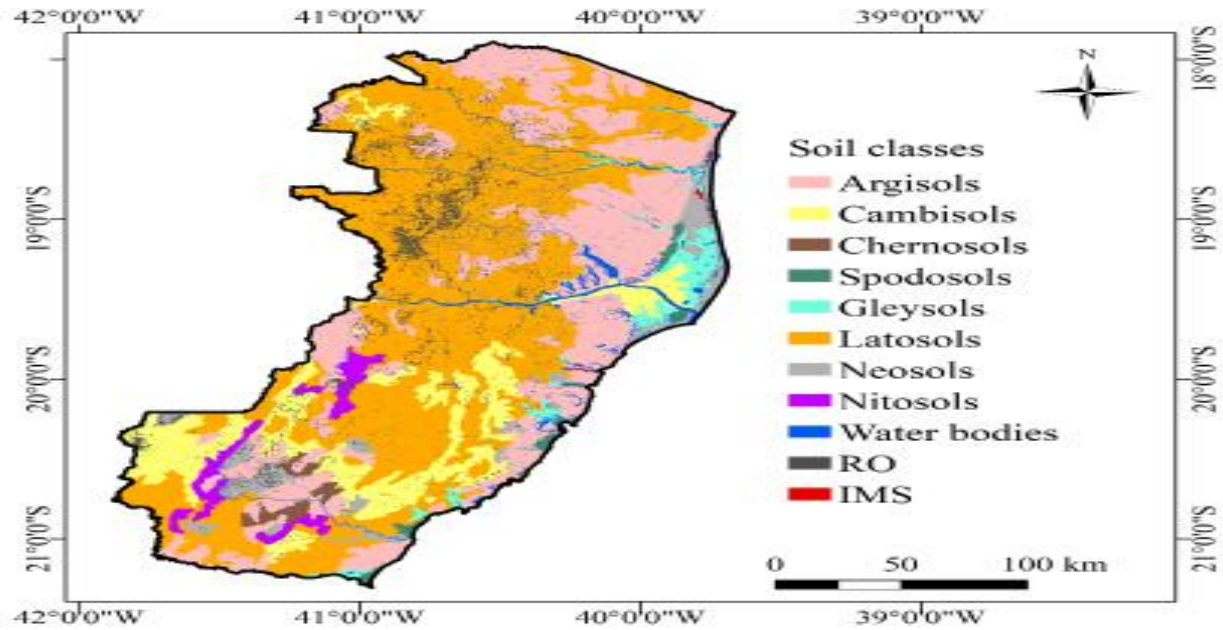 42°0'0"W 41°0'0"W 40°0'0"W 39°0'0"W
18°0'0"S
19°0'0"S
19°0'0"S
20°0'0"S
20°0'0"S
21°0'0"S
21°0'0"S
N
Soil classes
Argisols
Cambisols
Chernosols
Spodosols
Gleysols
Latosols
Neosols
Nitosols
Water bodies
RO
IMS
0 50 100 km
42°0'0"W 41°0'0"W 40°0'0"W 39°0'0"W